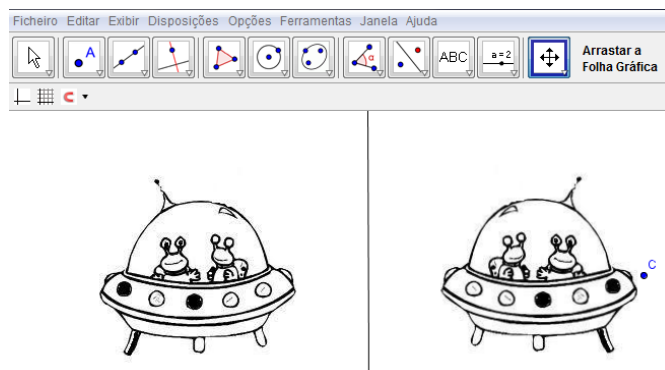 Ficheiro Editar Exibir Disposições Opções Ferramentas Janela Ajuda
A
α
ABC
a=2
Arrastar a
Folha Gráfica
C